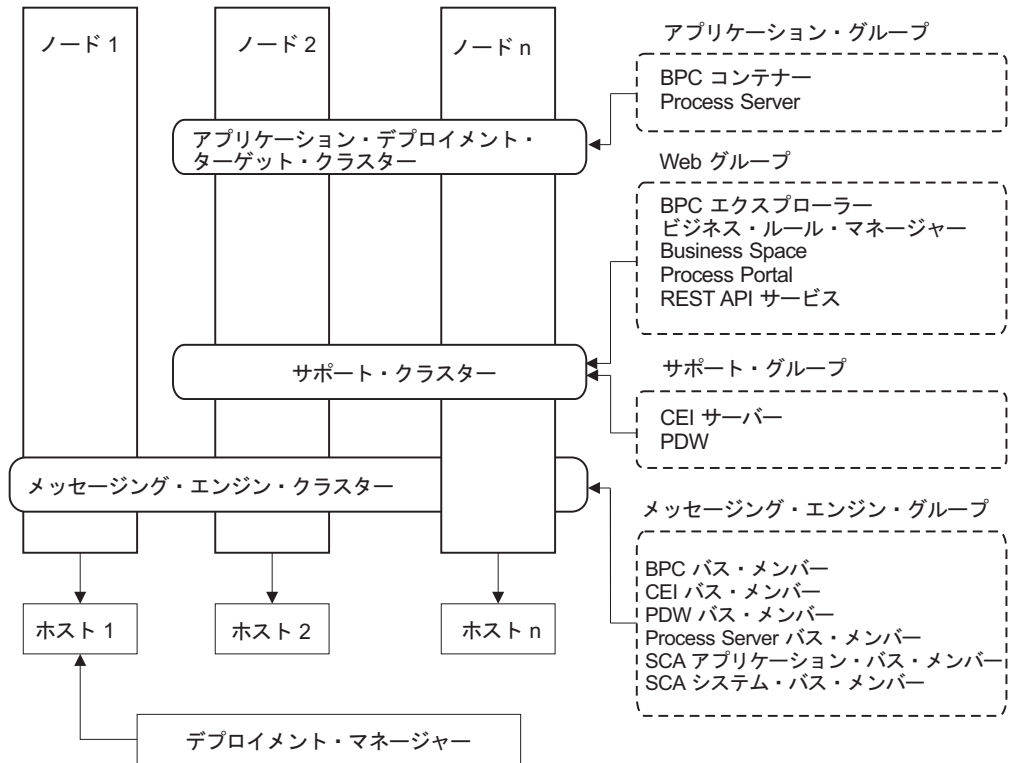 ノード 1
ノード 2
ノード n
アプリケーション・デプロイメント・
ターゲット・クラスター
サポート・クラスター
メッセージング・エンジン・クラスター
ホスト 1
ホスト 2
ホスト n
デプロイメント・マネージャー
アプリケーション・グループ
BPC コンテナー
Process Server
Web グループ
BPC エクスプローラー
ビジネス・ルール・マネージャー
Business Space
Process Portal
REST API サービス
サポート・グループ
CEI サーバー
PDW
メッセージング・エンジン・グループ
BPC バス・メンバー
CEI バス・メンバー
PDW バス・メンバー
Process Server バス・メンバー
SCA アプリケーション・バス・メンバー
SCA システム・バス・メンバー